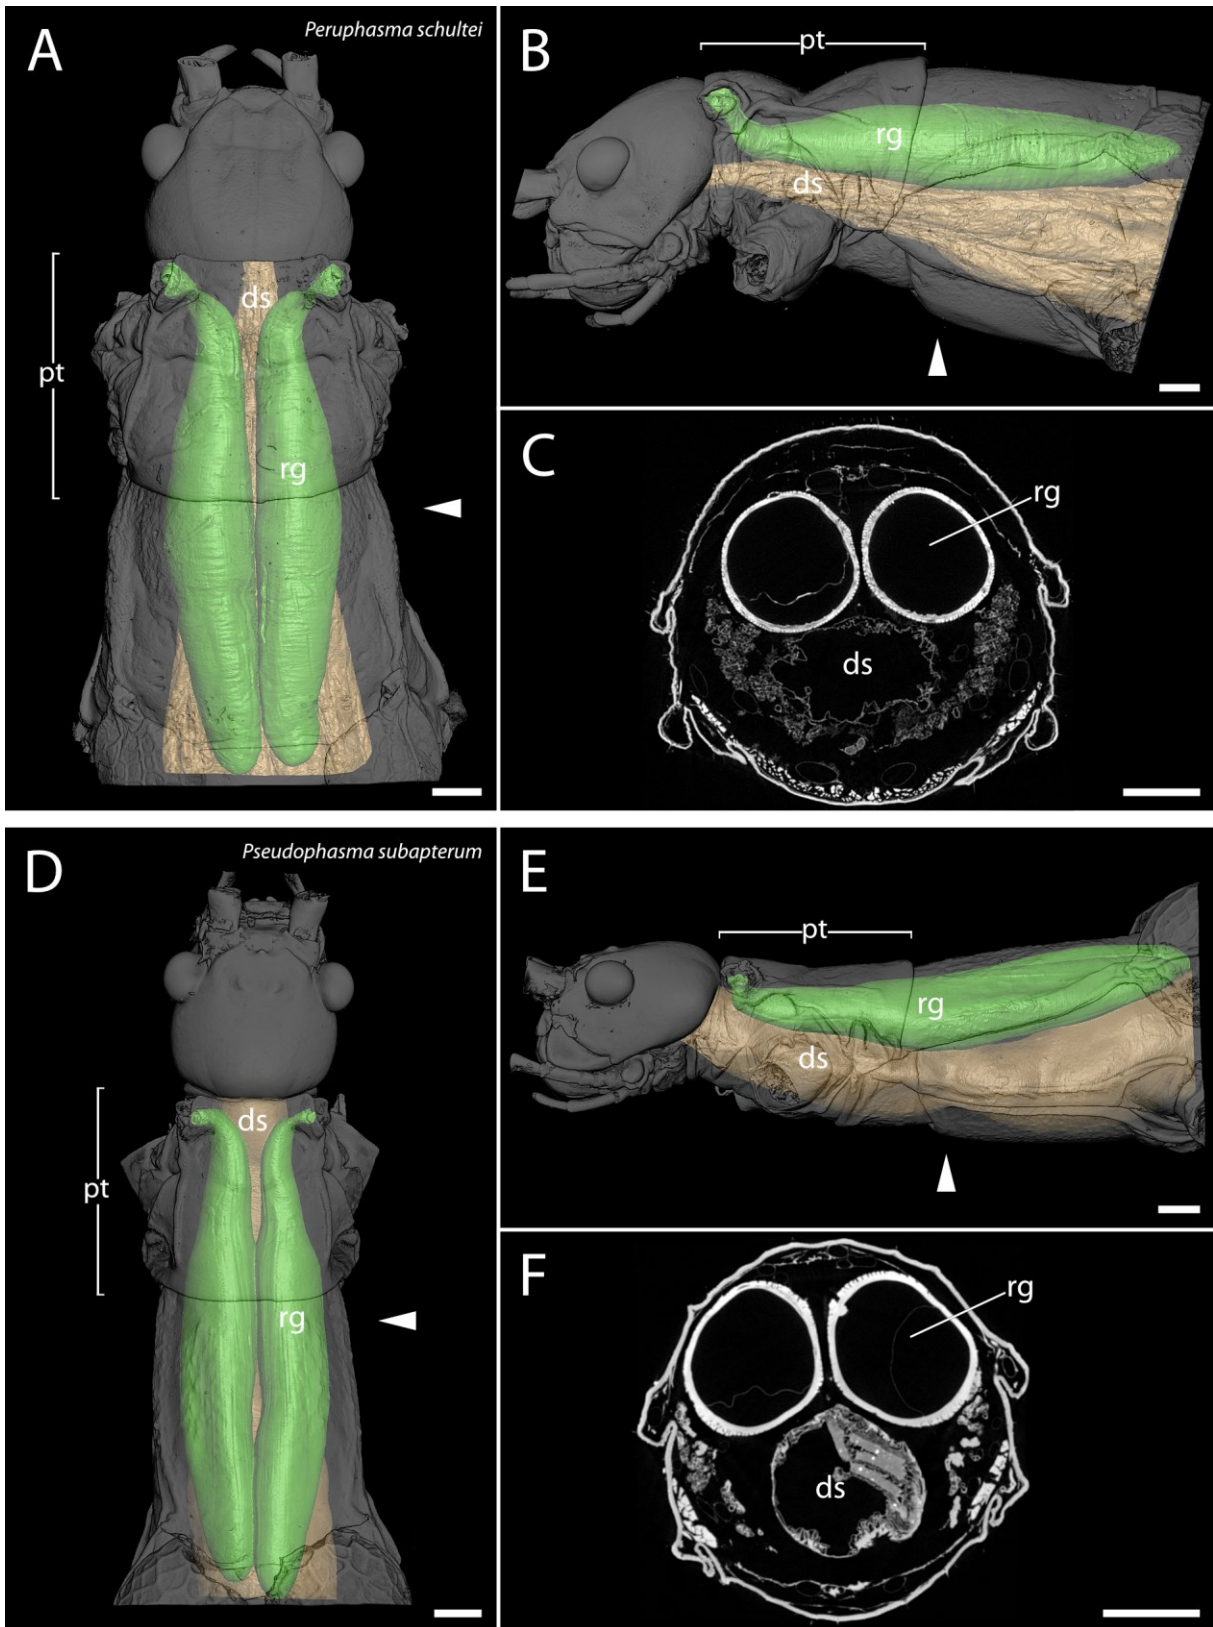 A
Peruphasma schultei
ds
pt
rg
B
pt
rg
ds
C
rg
ds
D
Pseudophasma subapterum
ds
pt
rg
E
pt
rg
ds
F
rg
ds